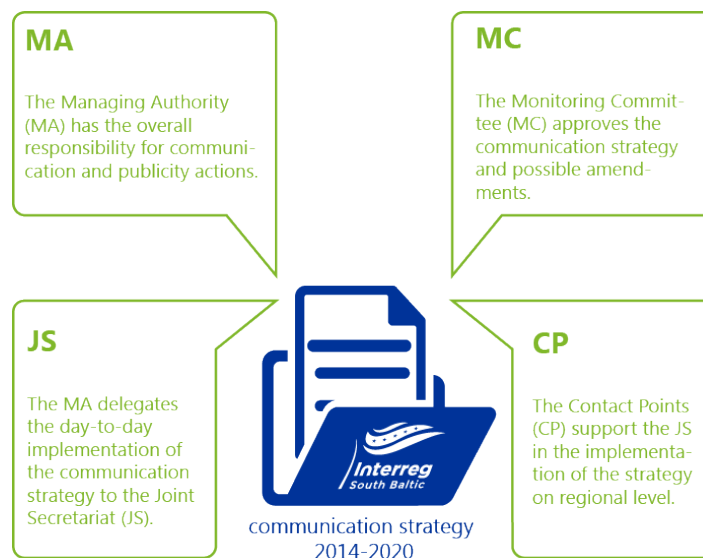 MA
The Managing Authority
(MA) has the overall
responsibility for communi-
cation and publicity actions.
MC
The Monitoring Commit-
tee (MC) approves the
communication strategy
and possible amend-
ments.
JS
The MA delegates
the day-to-day
implementation of
the communication
strategy to the Joint
Secretariat (JS).
CP
The Contact Points
(CP) support the JS
in the implementa-
tion of the strategy
on regional level.
Interreg
South Baltic
communication strategy
2014-2020